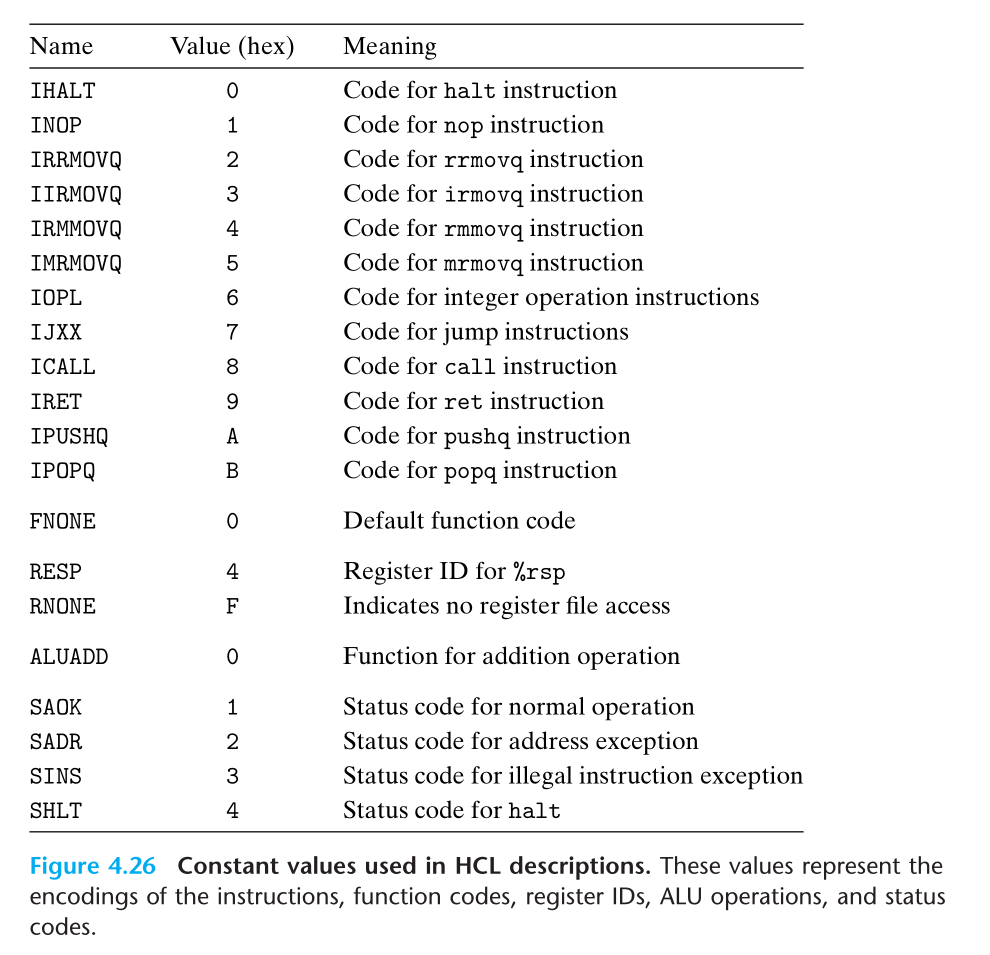 Name Value (hex) Meaning
IHALT 0 Code for halt instruction
INOP 1 Code for nop instruction
IRRMOVQ 2 Code for rrmovq instruction
IIRMOVQ 3 Code for irmovq instruction
IRMMOVQ 4 Code for rmmovq instruction
IMRMOVQ 5 Code for mrmovq instruction
IOPL 6 Code for integer operation instructions
IJXX 7 Code for jump instructions
ICALL 8 Code for call instruction
IRET 9 Code for ret instruction
IPUSHQ A Code for pushq instruction
IPOPQ B Code for popq instruction
FNONE 0 Default function code
RESP 4 Register ID for %rsp
RNONE F Indicates no register file access
ALUADD 0 Function for addition operation
SAOK 1 Status code for normal operation
SADR 2 Status code for address exception
SINS 3 Status code for illegal instruction exception
SHLT 4 Status code for halt
Figure 4.26 Constant values used in HCL descriptions. These values represent the
encodings of the instructions, function codes, register IDs, ALU operations, and status
codes.